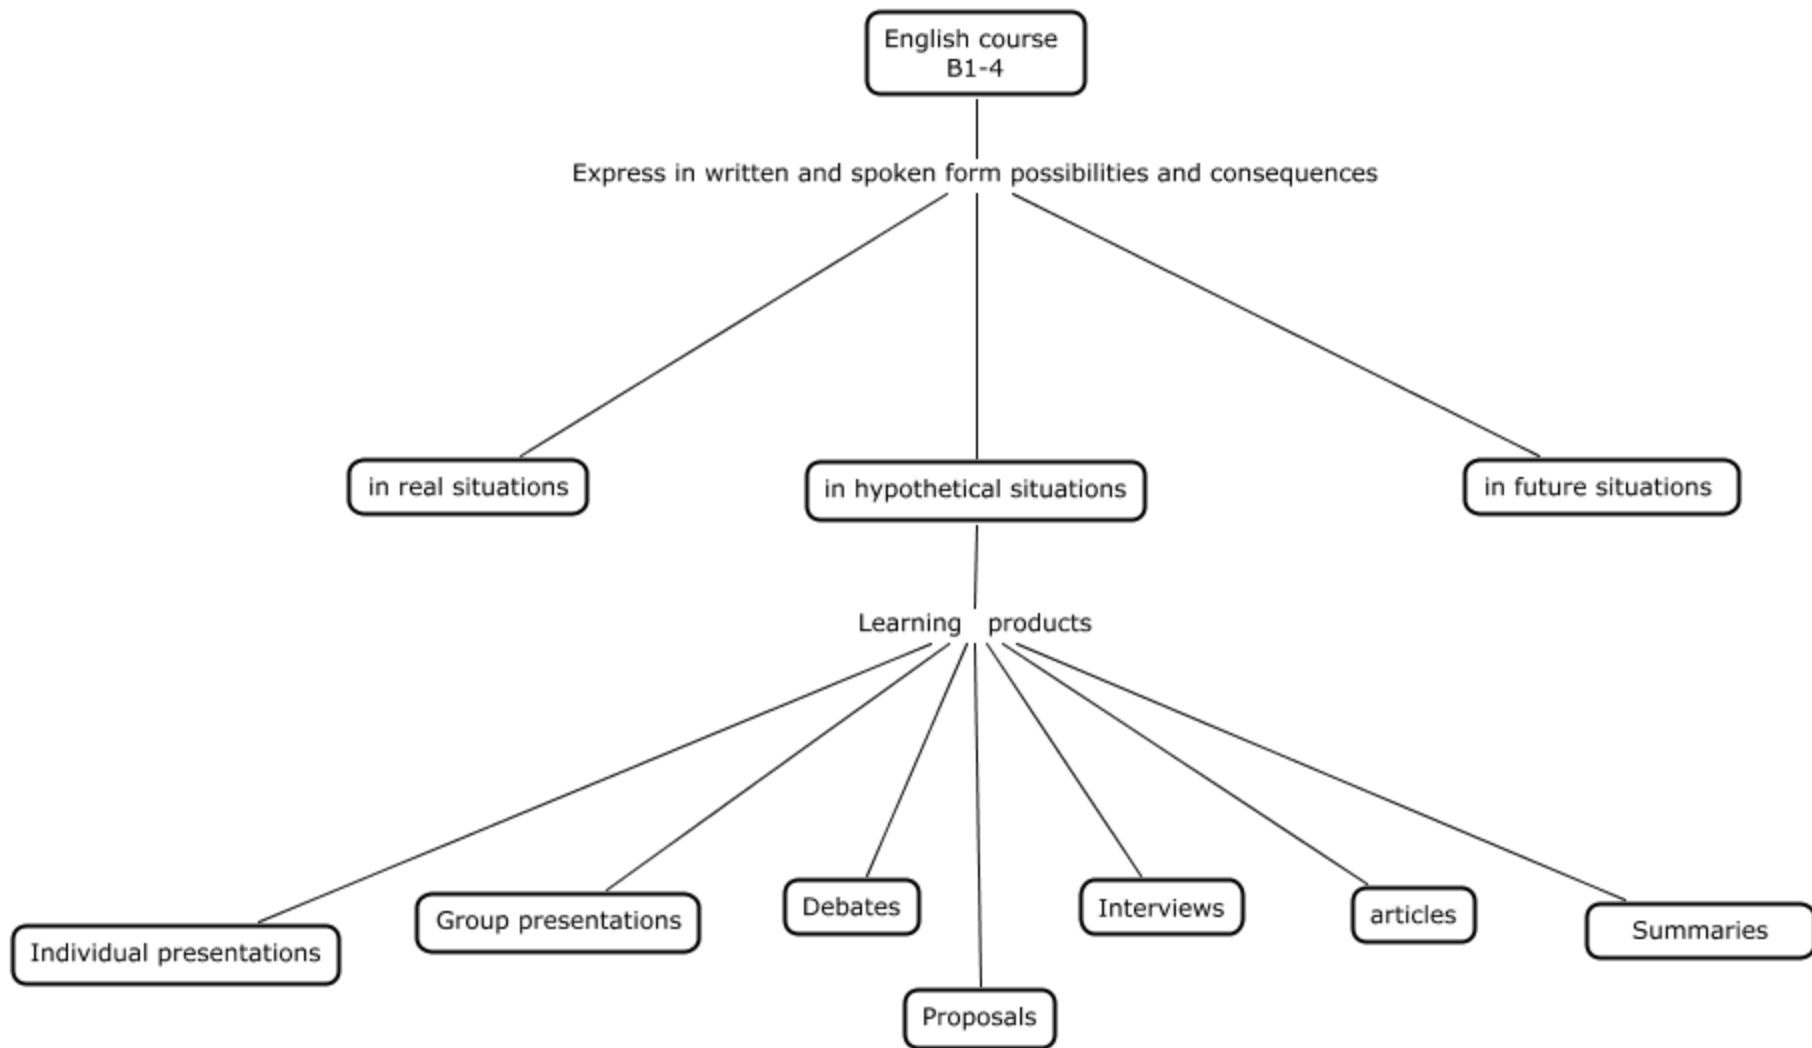 English course
B1-4
Express in written and spoken form possibilities and consequences
in real situations
in hypothetical situations
in future situations
Learning products
Individual presentations
Group presentations
Debates
Proposals
Interviews
articles
Summaries